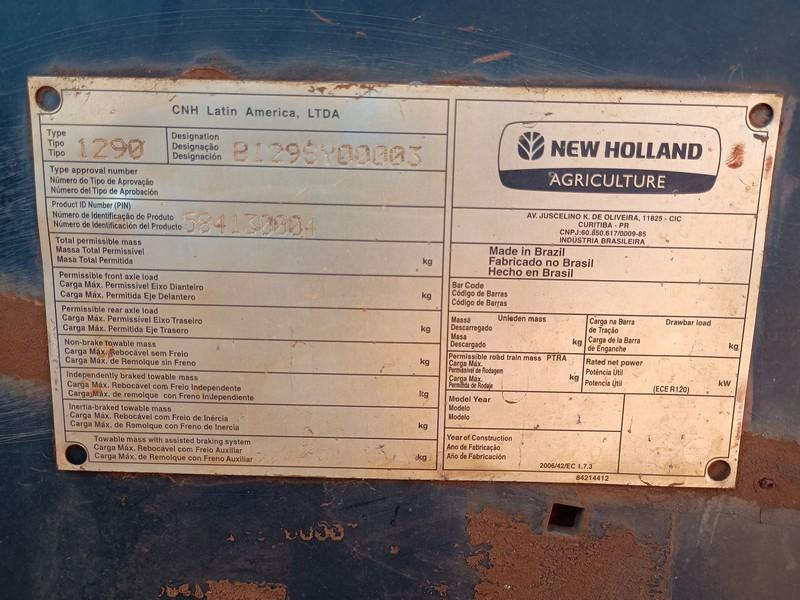 CNH Latin America, LTDA
Type
Tipo
Tipo
1290
Designation
Designação
Designación
B129SY00003
Type approval number
Número do Tipo de Aprovação
Número del Tipo de Aprobación
Product ID Number (PIN)
Número de Identificação do Produto
Número de Identificación del Producto
584130004
Total permissible mass
Massa Total Permissível
Masa Total Permitida
kg
Permissible front axle load
Carga Máx. Permissível Eixo Dianteiro
Carga Máx. Permitida Eje Delantero
kg
Permissible rear axle load
Carga Máx. Permissível Eixo Traseiro
Carga Máx. Permitida Eje Trasero
kg
Non-brake towable mass
Carga Máx. Rebocável sem Freio
Carga Máx. de Remolque sin Freno
kg
Independently braked towable mass
Carga Máx. Rebocável com Freio Independente
Carga Máx. de remolque con Freno Independiente
kg
Inertia-braked towable mass
Carga Máx. Rebocável com Freio de Inércia
Carga Máx. de Remolque con Freno de Inercia
kg
Towable mass with assisted braking system
Carga Máx. Rebocável com Freio Auxiliar
Carga Máx. de Remolque con Freno Auxiliar
kg
NEW HOLLAND
AGRICULTURE
AV. JUSCELINO K. DE OLIVEIRA, 11825 - CIC
CURITIBA - PR
CNPJ:60.850.617/0009-85
INDÚSTRIA BRASILEIRA
Made in Brazil
Fabricado no Brasil
Hecho en Brasil
Bar Code
Código de Barras
Código de Barras
Massa Unladen mass
Descarregado
Masa
Descargado
kg
Carga na Barra Drawbar load
de Tração
Carga de la Barra
de Enganche
kg
Permissible road train mass PTRA
Carga Máx.
Permissível de Rodagem
Carga Máx.
Permitida de Rodaje
kg
Rated net power
Potência Útil
Potencia Útil
kW
(ECE R120)
Model Year
Modelo
Modelo
Year of Construction
Ano de Fabricação
Año de Fabricación
2006/42/EC 1.7.3
84214412